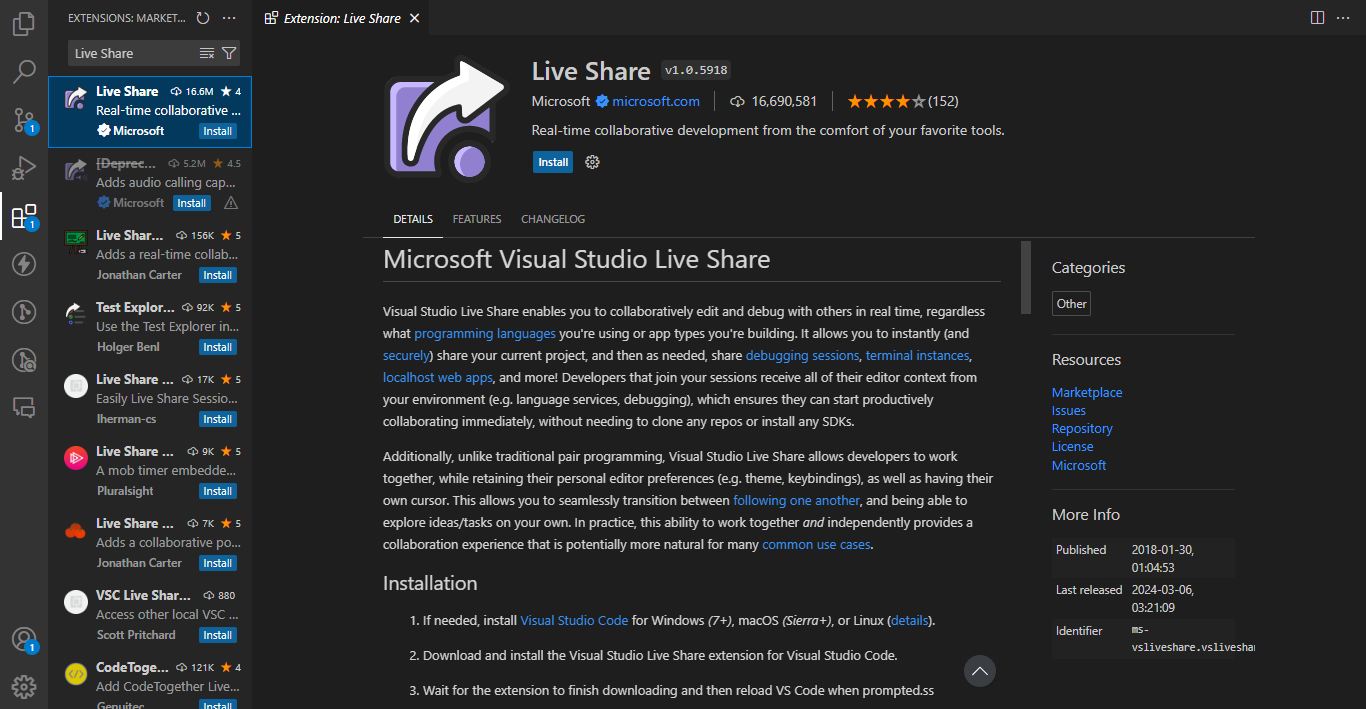 EXTENSIONS: MARKET...
Live Share
Live Share 16.6M 4
Real-time collaborative ...
Microsoft Install
[Deprec... 5.2M 4.5
Adds audio calling cap...
Microsoft Install
Live Shar... 156K 5
Adds a real-time collab...
Jonathan Carter Install
Test Explor... 92K 5
Use the Test Explorer in...
Holger Benl Install
Live Share ... 17K 5
Easily Live Share Sessio...
lherman-cs Install
Live Share ... 9K 5
A mob timer embedde...
Pluralsight Install
Live Share ... 7K 5
Adds a collaborative po...
Jonathan Carter Install
VSC Live Shar... 880
Access other local VSC ...
Scott Pritchard Install
CodeToge... 121K 4
Add CodeTogether Live...
Genuitec Install
1
1
1
Extension: Live Share
Live Share v1.0.5918
Microsoft microsoft.com 16,690,581 (152)
Real-time collaborative development from the comfort of your favorite tools.
Install
DETAILS FEATURES CHANGELOG
Microsoft Visual Studio Live Share
Visual Studio Live Share enables you to collaboratively edit and debug with others in real time, regardless
what programming languages you're using or app types you're building. It allows you to instantly (and
securely) share your current project, and then as needed, share debugging sessions, terminal instances,
localhost web apps, and more! Developers that join your sessions receive all of their editor context from
your environment (e.g. language services, debugging), which ensures they can start productively
collaborating immediately, without needing to clone any repos or install any SDKs.
Additionally, unlike traditional pair programming, Visual Studio Live Share allows developers to work
together, while retaining their personal editor preferences (e.g. theme, keybindings), as well as having their
own cursor. This allows you to seamlessly transition between following one another, and being able to
explore ideas/tasks on your own. In practice, this ability to work together and independently provides a
collaboration experience that is potentially more natural for many common use cases.
Installation
1. If needed, install Visual Studio Code for Windows (7+), macOS (Sierra+), or Linux (details).
2. Download and install the Visual Studio Live Share extension for Visual Studio Code.
3. Wait for the extension to finish downloading and then reload VS Code when prompted.ss
Categories
Other
Resources
Marketplace
Issues
Repository
License
Microsoft
More Info
Published 2018-01-30,
01:04:53
Last released 2024-03-06,
03:21:09
Identifier ms-
vsliveshare.vsliveshar